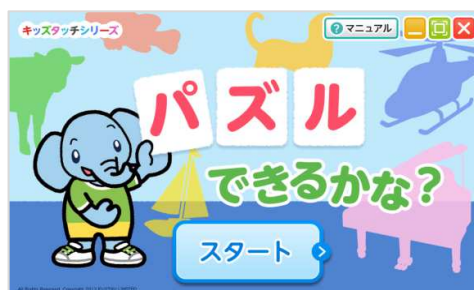 キッズタッチシリーズ
? マニュアル
パズル
できるかな?
スタート